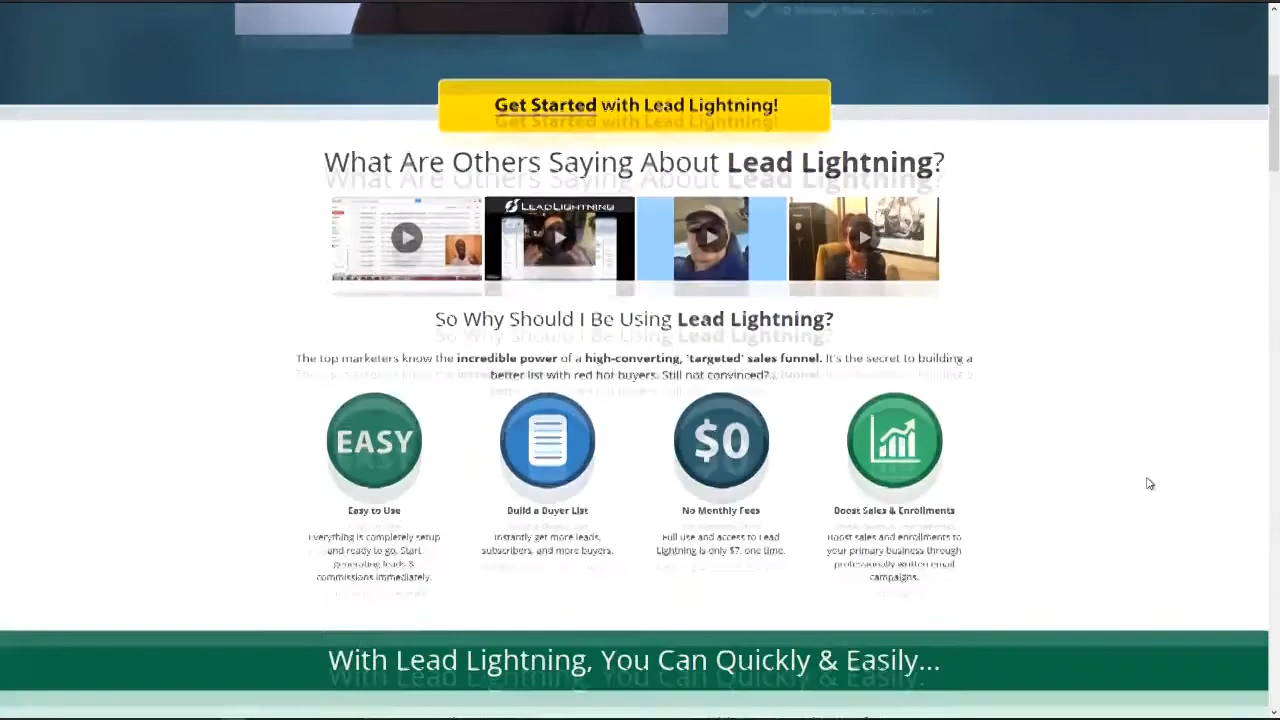 Get Started with Lead Lightning!
What Are Others Saying About Lead Lightning?
LEADLIGHTNING
So Why Should I Be Using Lead Lightning?
The top marketers know the incredible power of a high-converting, 'targeted' sales funnel. It's the secret to building a
better list with red hot buyers. Still not convinced?...
EASY
$0
Easy to Use
Build a Buyer List
No Monthly Fees
Boost Sales & Enrollments
Everything is completely setup
and ready to go. Start
generating leads &
commissions immediately.
Instantly get more leads,
subscribers, and more buyers.
Full use and access to Lead
Lightning is only $7, one time.
Boost sales and enrollments to
your primary business through
professionally written email
campaigns.
With Lead Lightning, You Can Quickly & Easily...